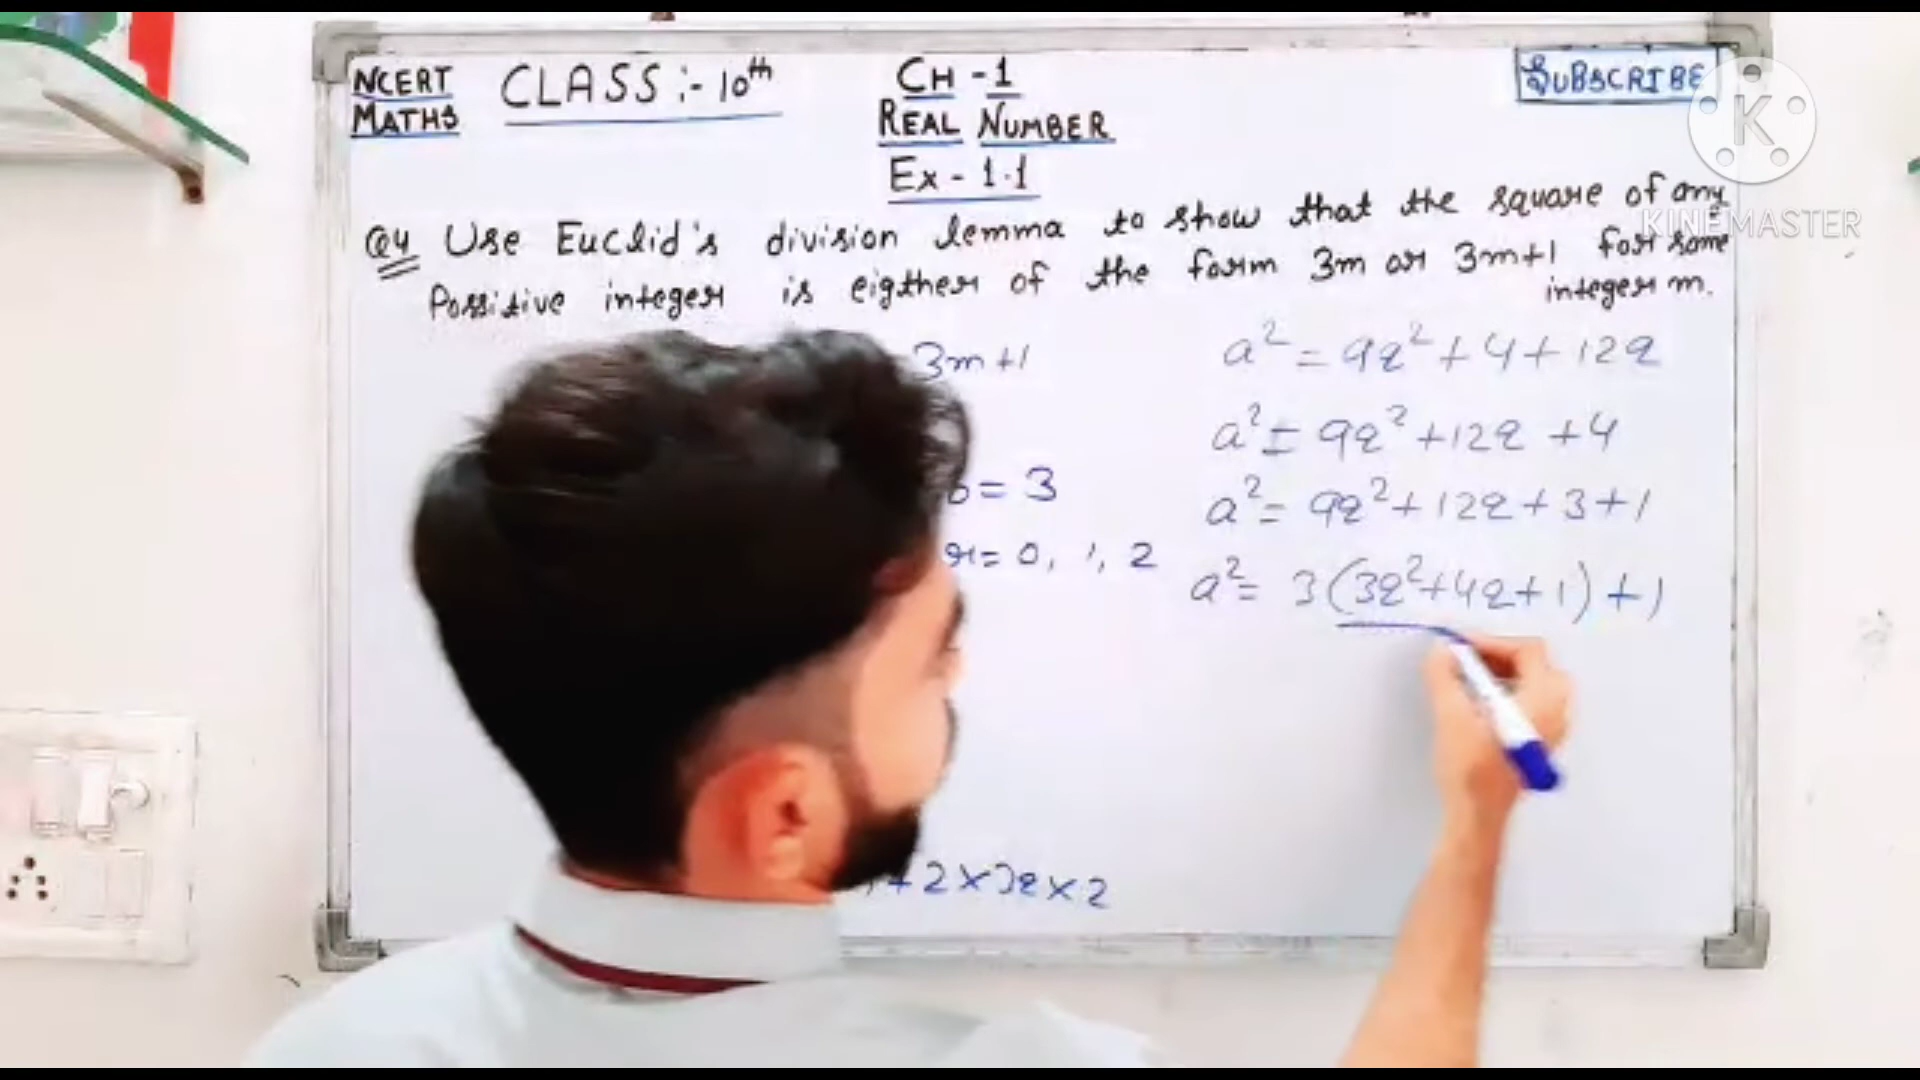 NCERT MATHS
CLASS :- 10th
CH - 1
REAL NUMBER
Ex - 1.1
SUBSCRIBE
K
KINEMASTER
Q4 Use Euclid's division lemma to show that the square of any
Possitive integer is eigther of the form 3m or 3m+1 for some
integer m.
3m+1
b = 3
r = 0, 1, 2
+ 2 × 3q × 2
a² = 9q² + 4 + 12q
a² = 9q² + 12q + 4
a² = 9q² + 12q + 3 + 1
a² = 3(3q² + 4q + 1) + 1